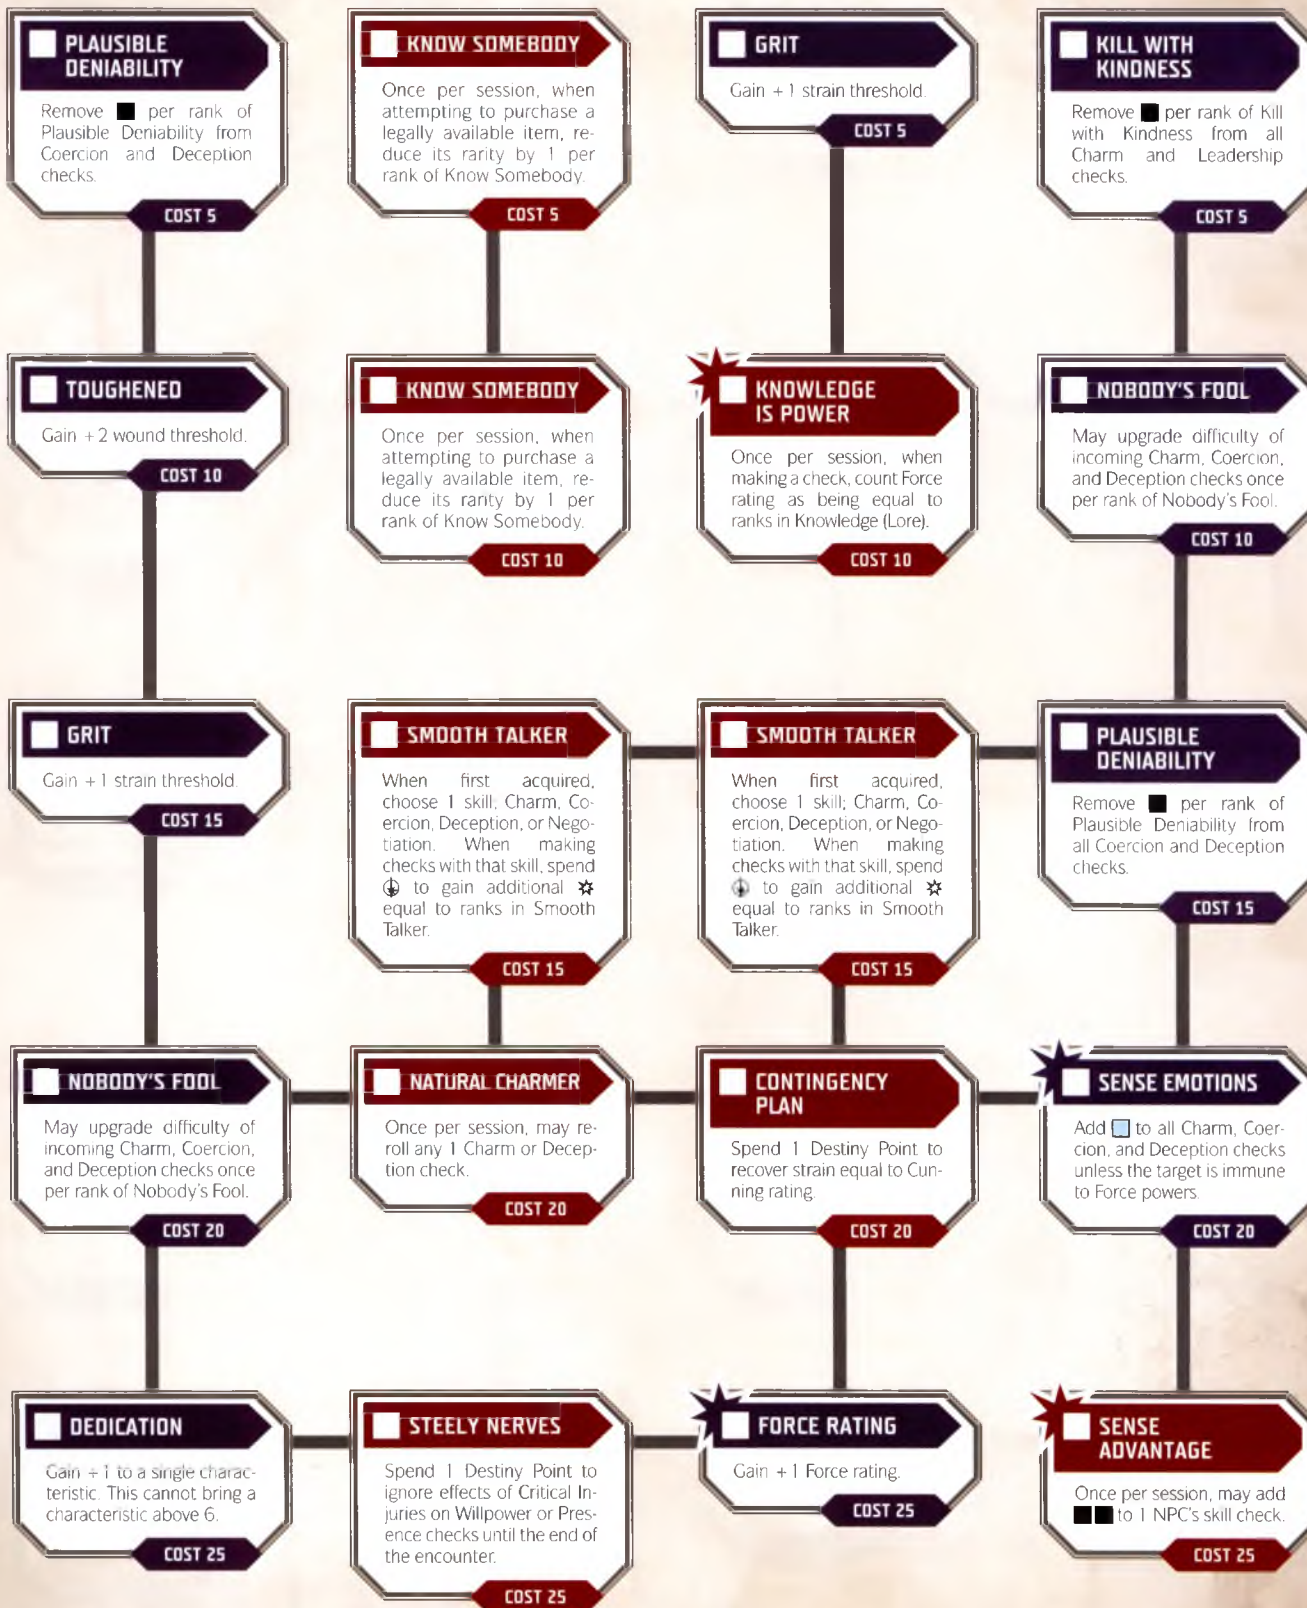 PLAUSIBLE
DENIABILITY
Remove ■ per rank of
Plausible Deniability from
Coercion and Deception
checks.
COST 5
KNOW SOMEBODY
Once per session, when
attempting to purchase a
legally available item, re-
duce its rarity by 1 per
rank of Know Somebody.
COST 5
GRIT
Gain +1 strain threshold.
COST 5
KILL WITH
KINDNESS
Remove ■ per rank of Kill
with Kindness from all
Charm and Leadership
checks.
COST 5
TOUGHENED
Gain +2 wound threshold.
COST 10
KNOW SOMEBODY
Once per session, when
attempting to purchase a
legally available item, re-
duce its rarity by 1 per
rank of Know Somebody.
COST 10
KNOWLEDGE
IS POWER
Once per session, when
making a check, count Force
rating as being equal to
ranks in Knowledge (Lore).
COST 10
NOBODY'S FOOL
May upgrade difficulty of
incoming Charm, Coercion,
and Deception checks once
per rank of Nobody's Fool.
COST 10
GRIT
Gain +1 strain threshold.
COST 15
SMOOTH TALKER
When first acquired,
choose 1 skill; Charm, Co-
ercion, Deception, or Nego-
tiation. When making
checks with that skill, spend
to gain additional
equal to ranks in Smooth
Talker.
COST 15
SMOOTH TALKER
When first acquired,
choose 1 skill; Charm, Co-
ercion, Deception, or Nego-
tiation. When making
checks with that skill, spend
to gain additional
equal to ranks in Smooth
Talker.
COST 15
PLAUSIBLE
DENIABILITY
Remove ■ per rank of
Plausible Deniability from
all Coercion and Deception
checks.
COST 15
NOBODY'S FOOL
May upgrade difficulty of
incoming Charm, Coercion,
and Deception checks once
per rank of Nobody's Fool.
COST 20
NATURAL CHARMER
Once per session, may re-
roll any 1 Charm or Decep-
tion check.
COST 20
CONTINGENCY
PLAN
Spend 1 Destiny Point to
recover strain equal to Cun-
ning rating.
COST 20
SENSE EMOTIONS
Add to all Charm, Coer-
cion, and Deception checks
unless the target is immune
to Force powers.
COST 20
DEDICATION
Gain +1 to a single charac-
teristic. This cannot bring a
characteristic above 6.
COST 25
STEELY NERVES
Spend 1 Destiny Point to
ignore effects of Critical In-
juries on Willpower or Pres-
ence checks until the end of
the encounter.
COST 25
FORCE RATING
Gain +1 Force rating.
COST 25
SENSE
ADVANTAGE
Once per session, may add
■■ to 1 NPC's skill check.
COST 25